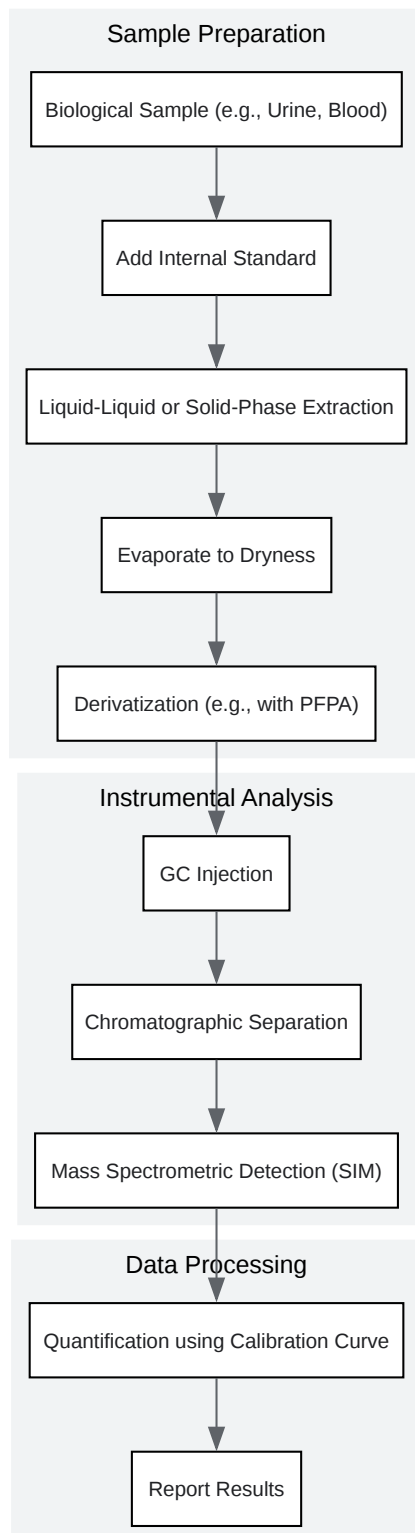 Sample Preparation
Biological Sample (e.g., Urine, Blood)
Add Internal Standard
Liquid-Liquid or Solid-Phase Extraction
Evaporate to Dryness
Derivatization (e.g., with PFPA)
Instrumental Analysis
GC Injection
Chromatographic Separation
Mass Spectrometric Detection (SIM)
Data Processing
Quantification using Calibration Curve
Report Results